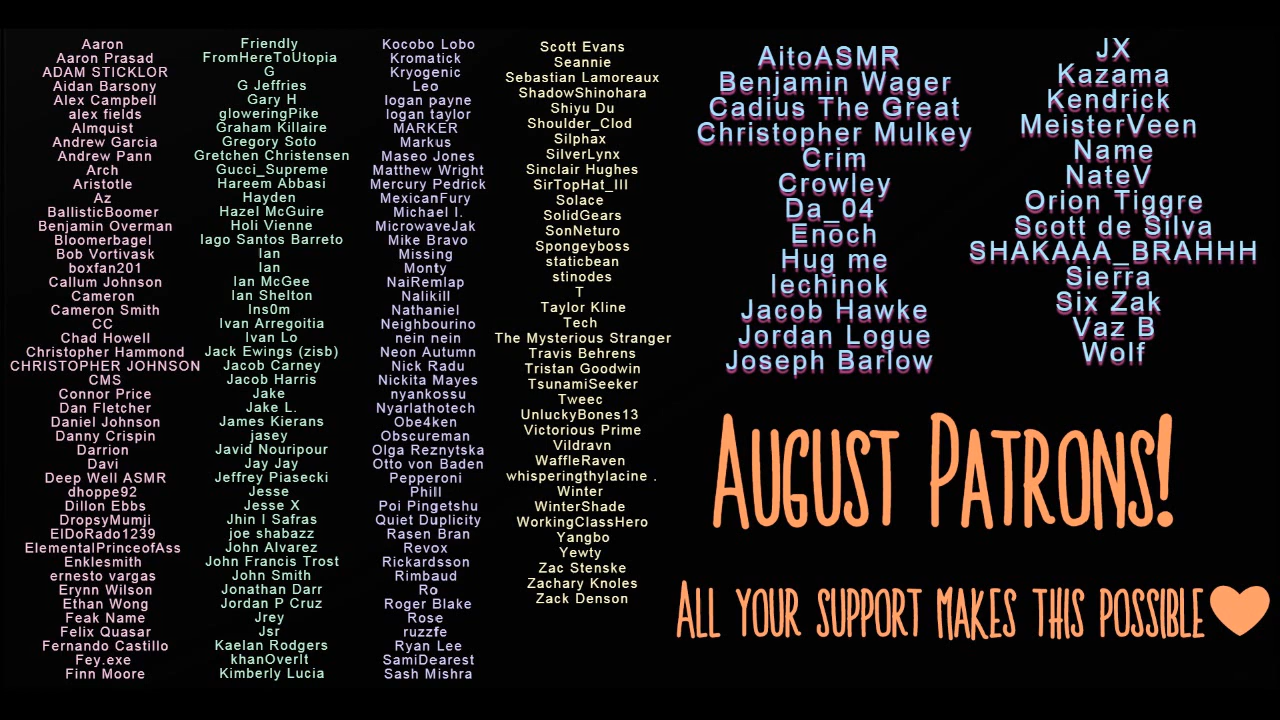 Aaron
Aaron Prasad
ADAM STICKLOR
Aidan Barsony
Alex Campbell
alex fields
Almquist
Andrew Garcia
Andrew Pann
Arch
Aristotle
Az
BallisticBoomer
Benjamin Overman
Bloomerbagel
Bob Vortivask
boxfan201
Callum Johnson
Cameron
Cameron Smith
CC
Chad Howell
Christopher Hammond
CHRISTOPHER JOHNSON
CMS
Connor Price
Dan Fletcher
Daniel Johnson
Danny Crispin
Darrion
Davi
Deep Well ASMR
dhoppe92
Dillon Ebbs
DropsyMumji
ElDoRado1239
ElementalPrinceofAss
Enklesmith
ernesto vargas
Erynn Wilson
Ethan Wong
Feak Name
Felix Quasar
Fernando Castillo
Fey.exe
Finn Moore
Friendly
FromHereToUtopia
G
G Jeffries
Gary H
gloweringPike
Graham Killaire
Gregory Soto
Gretchen Christensen
Gucci_Supreme
Hareem Abbasi
Hayden
Hazel McGuire
Holi Vienne
Iago Santos Barreto
Ian
Ian
Ian McGee
Ian Shelton
Ins0m
Ivan Arregoitia
Ivan Lo
Jack Ewings (zisb)
Jacob Carney
Jacob Harris
Jake
Jake L.
James Kierans
jasey
Javid Nouripour
Jay Jay
Jeffrey Piasecki
Jesse
Jesse X
Jhin I Safras
joe shabazz
John Alvarez
John Francis Trost
John Smith
Jonathan Darr
Jordan P Cruz
Jrey
Jsr
Kaelan Rodgers
khanOverIt
Kimberly Lucia
Kocobo Lobo
Kromatick
Kryogenic
Leo
logan payne
logan taylor
MARKER
Markus
Maseo Jones
Matthew Wright
Mercury Pedrick
MexicanFury
Michael I.
MicrowaveJak
Mike Bravo
Missing
Monty
NaiRemlap
Nalikill
Nathaniel
Neighbourino
nein nein
Neon Autumn
Nick Radu
Nickita Mayes
nyankossu
Nyarlathotech
Obe4ken
Obscureman
Olga Reznytska
Otto von Baden
Pepperoni
Phill
Poi Pingetshu
Quiet Duplicity
Rasen Bran
Revox
Rickardsson
Rimbaud
Ro
Roger Blake
Rose
ruzzfe
Ryan Lee
SamiDearest
Sash Mishra
Scott Evans
Seannie
Sebastian Lamoreaux
ShadowShinohara
Shiyu Du
Shoulder_Clod
Silphax
SilverLynx
Sinclair Hughes
SirTopHat_III
Solace
SolidGears
SonNeturo
Spongeyboss
staticbean
stinodes
T
Taylor Kline
Tech
The Mysterious Stranger
Travis Behrens
Tristan Goodwin
TsunamiSeeker
Tweec
UnluckyBones13
Victorious Prime
Vildravn
WaffleRaven
whisperingthylacine .
Winter
WinterShade
WorkingClassHero
Yangbo
Yewty
Zac Stenske
Zachary Knoles
Zack Denson
AitoASMR
Benjamin Wager
Cadius The Great
Christopher Mulkey
Crim
Crowley
Da_04
Enoch
Hug me
Iechinok
Jacob Hawke
Jordan Logue
Joseph Barlow
JX
Kazama
Kendrick
MeisterVeen
Name
NateV
Orion Tiggre
Scott de Silva
SHAKAAA_BRAHHH
Sierra
Six Zak
Vaz B
Wolf
AUGUST PATRONS!
ALL YOUR SUPPORT MAKES THIS POSSIBLE